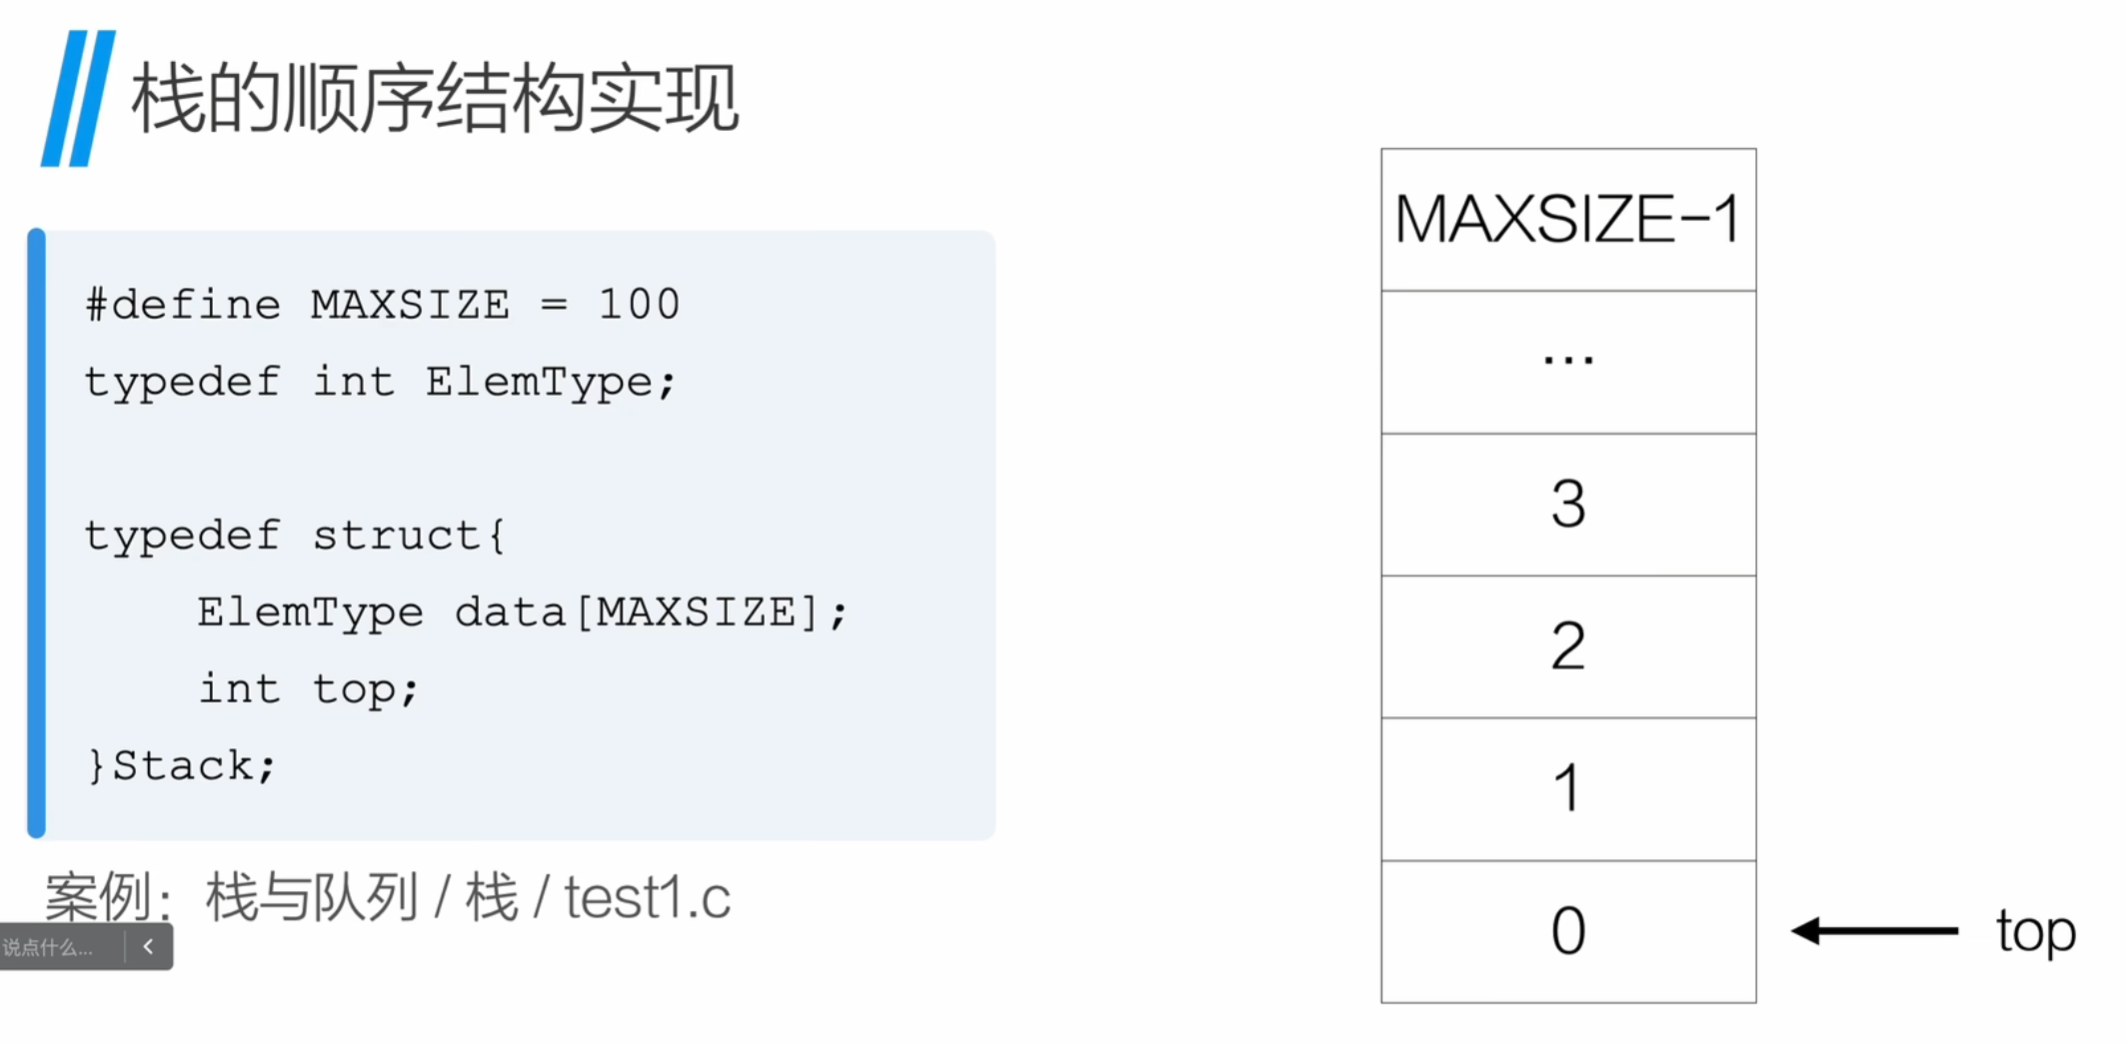 栈的顺序结构实现
#define MAXSIZE = 100
typedef int ElemType;
typedef struct{
    ElemType data[MAXSIZE];
    int top;
}Stack;
案例：栈与队列 / 栈 / test1.c
说点什么...
MAXSIZE-1
...
3
2
1
0
top